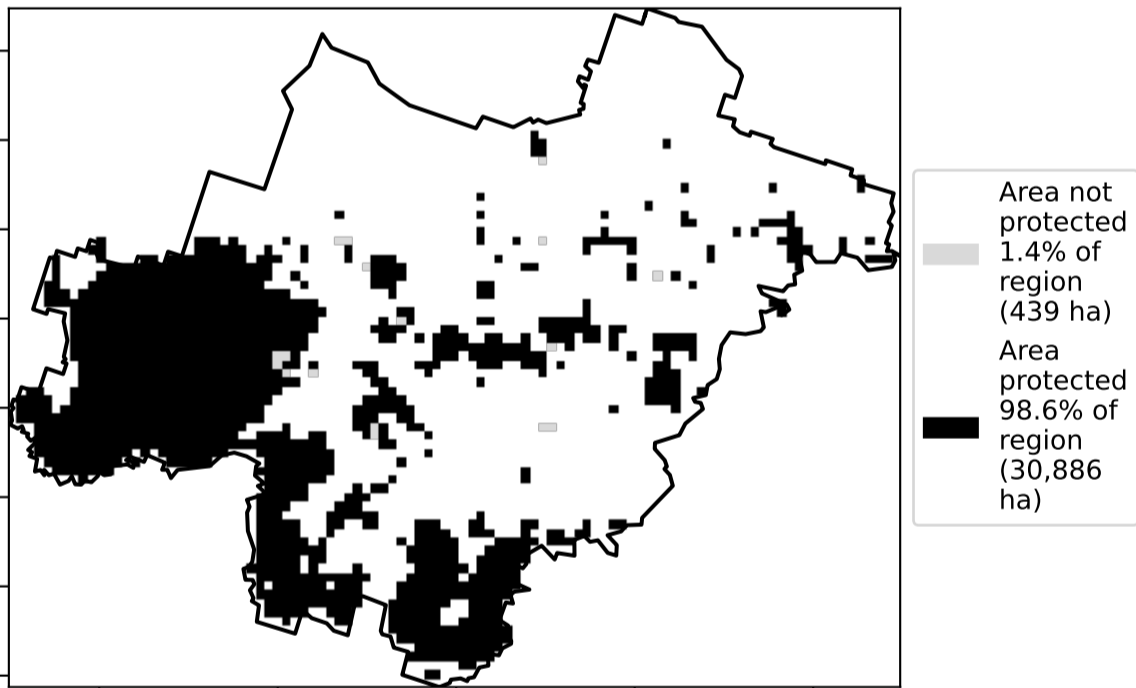 Area not
protected
1.4% of
region
(439 ha)
Area
protected
98.6% of
region
(30,886
ha)